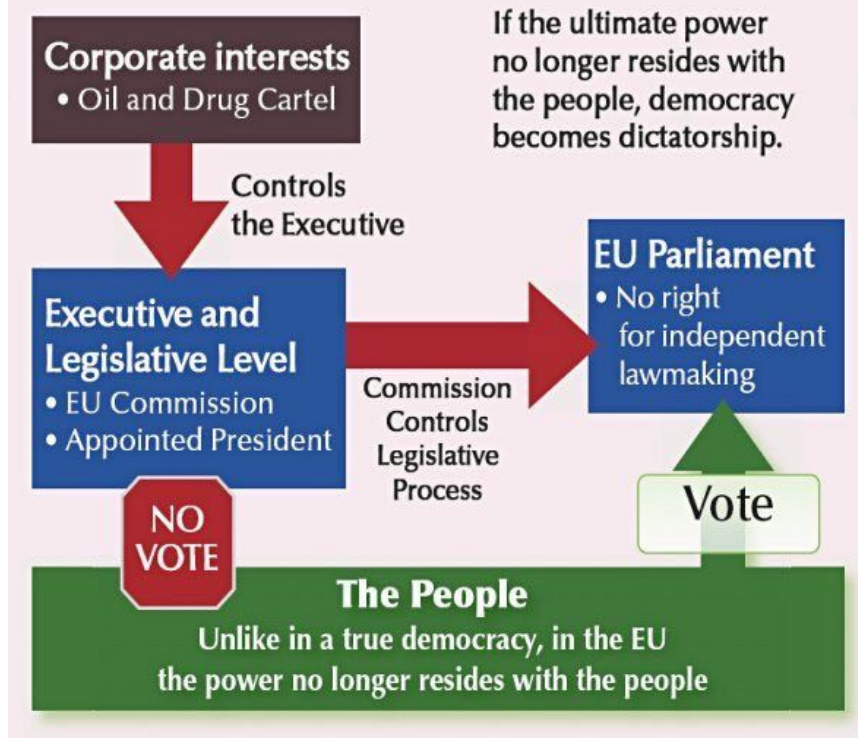 Corporate interests
• Oil and Drug Cartel
If the ultimate power
no longer resides with
the people, democracy
becomes dictatorship.
Controls
the Executive
Executive and
Legislative Level
• EU Commission
• Appointed President
Commission
Controls
Legislative
Process
EU Parliament
• No right
for independent
lawmaking
NO
VOTE
Vote
The People
Unlike in a true democracy, in the EU
the power no longer resides with the people